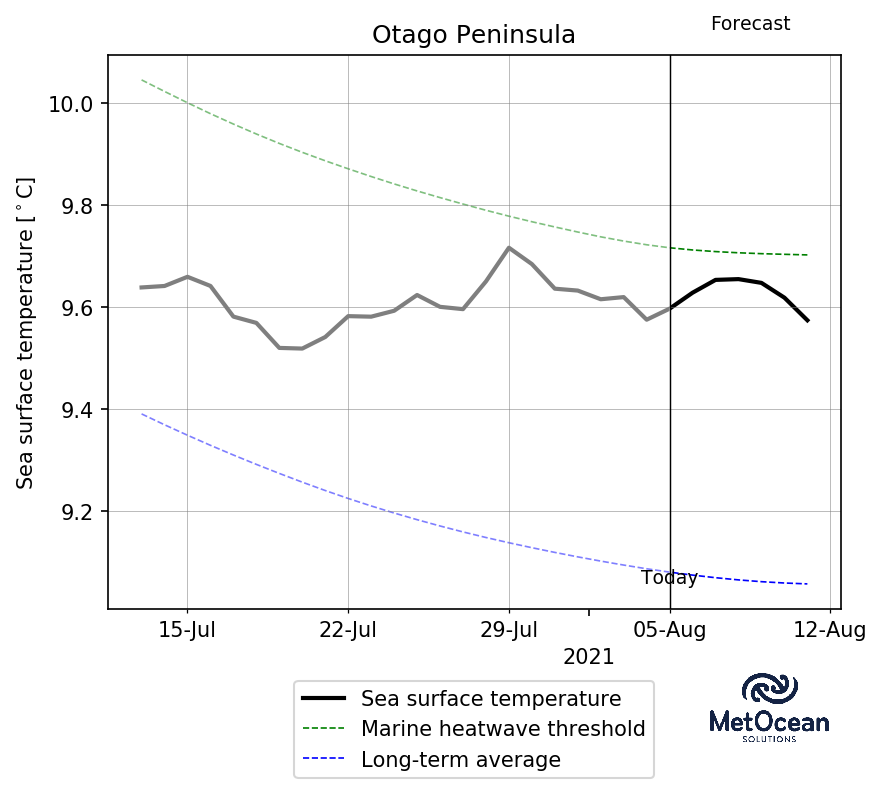 Forecast
Otago Peninsula
Sea surface temperature [°C]
10.0
9.8
9.6
9.4
9.2
Today
15-Jul 22-Jul 29-Jul 05-Aug 12-Aug
2021
Sea surface temperature
Marine heatwave threshold
Long-term average
MetOcean
SOLUTIONS